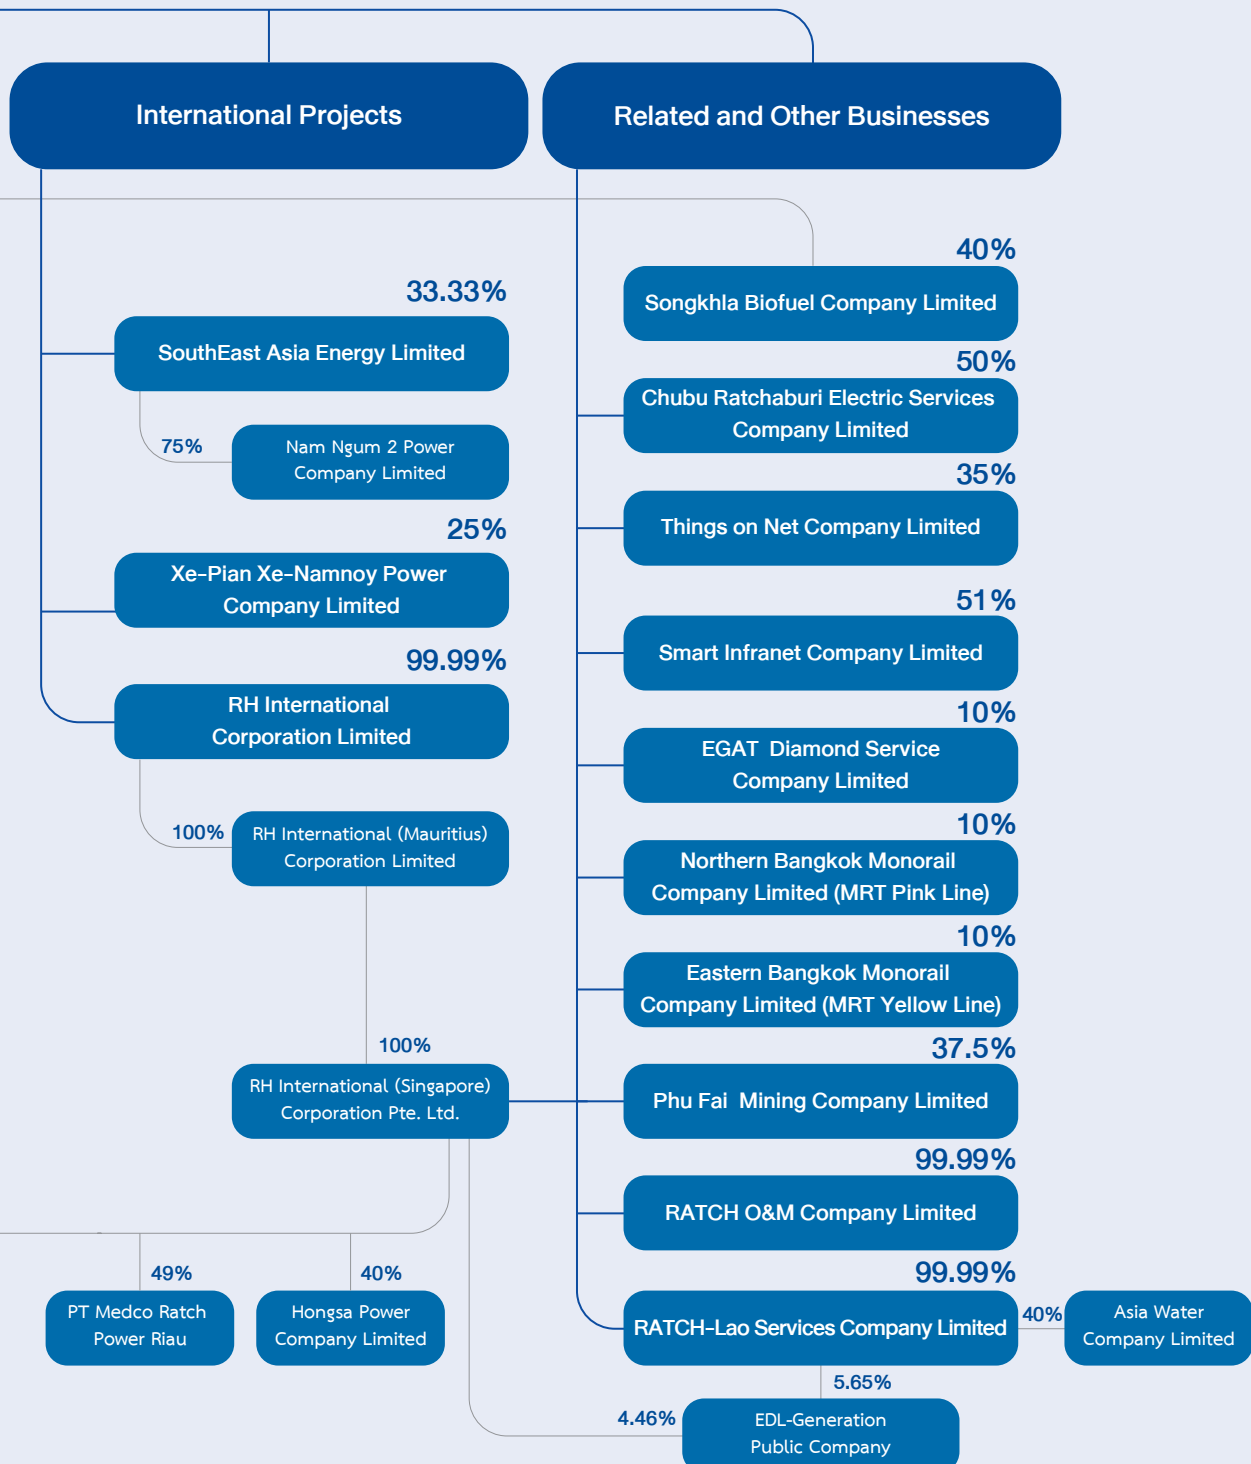 International Projects
33.33%
SouthEast Asia Energy Limited
75%
Nam Ngum 2 Power
Company Limited
25%
Xe-Pian Xe-Namnoy Power
Company Limited
99.99%
RH International
Corporation Limited
100%
RH International (Mauritius)
Corporation Limited
100%
RH International (Singapore)
Corporation Pte. Ltd.
49%
PT Medco Ratch
Power Riau
40%
Hongsa Power
Company Limited
Related and Other Businesses
40%
Songkhla Biofuel Company Limited
50%
Chubu Ratchaburi Electric Services
Company Limited
35%
Things on Net Company Limited
51%
Smart Infranet Company Limited
10%
EGAT Diamond Service
Company Limited
10%
Northern Bangkok Monorail
Company Limited (MRT Pink Line)
10%
Eastern Bangkok Monorail
Company Limited (MRT Yellow Line)
37.5%
Phu Fai Mining Company Limited
99.99%
RATCH O&M Company Limited
99.99%
RATCH-Lao Services Company Limited
40%
Asia Water
Company Limited
5.65%
4.46%
EDL-Generation
Public Company